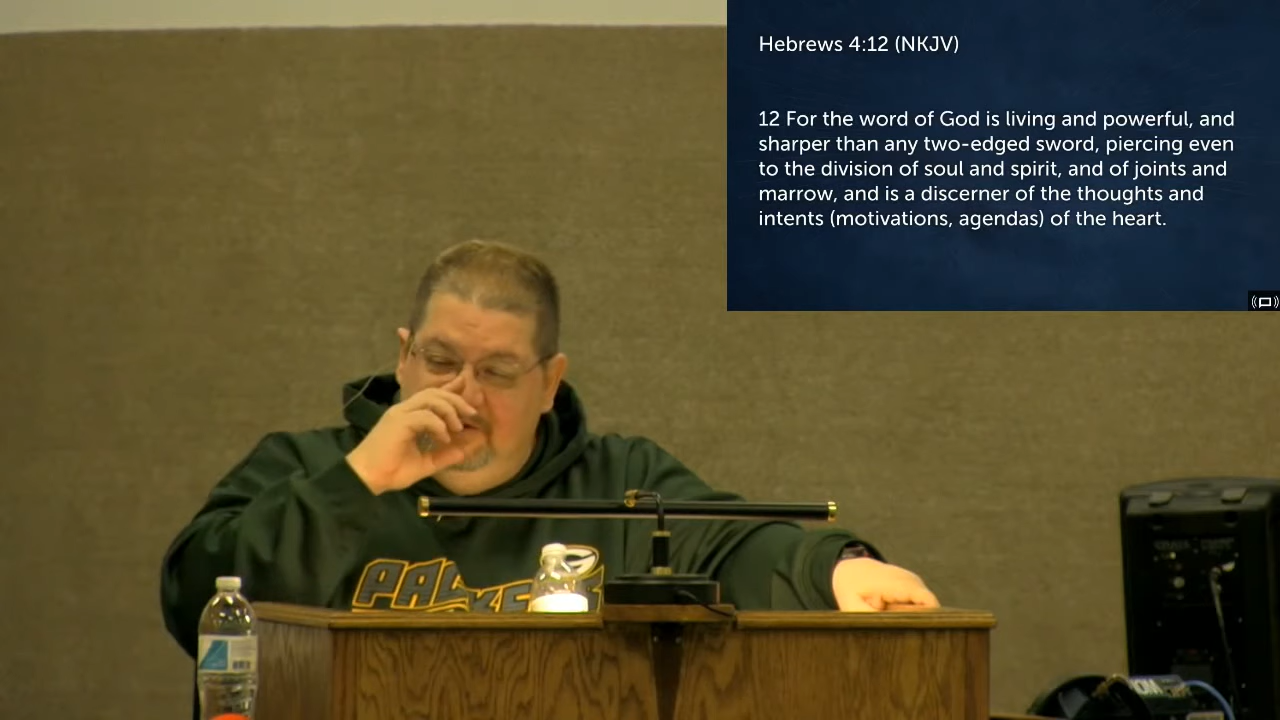 Hebrews 4:12 (NKJV)
12 For the word of God is living and powerful, and
sharper than any two-edged sword, piercing even
to the division of soul and spirit, and of joints and
marrow, and is a discerner of the thoughts and
intents (motivations, agendas) of the heart.
PACKERS
G